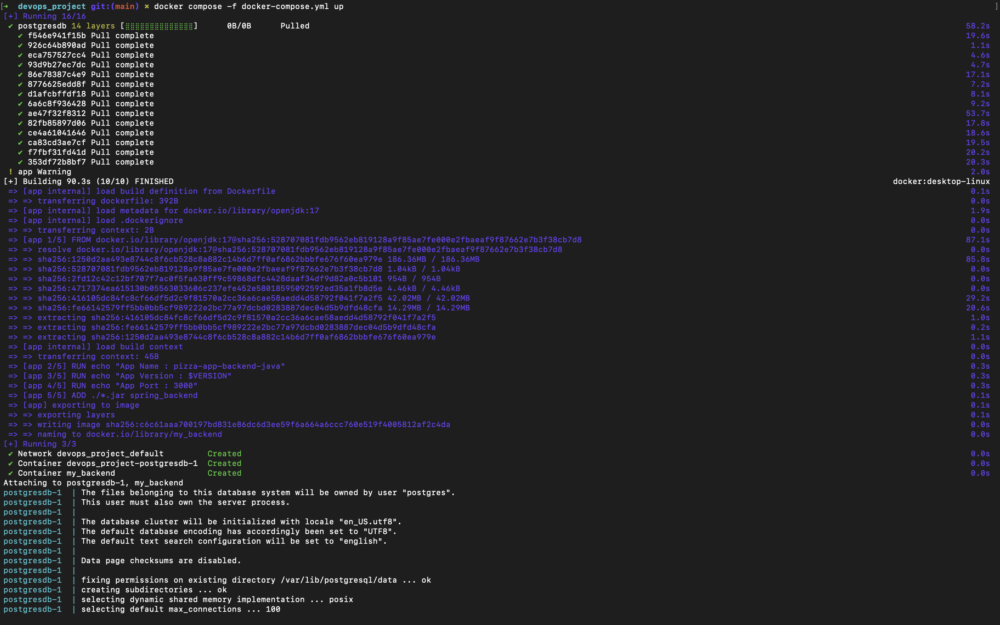 [➜  devops_project git:(main) ✗ docker compose -f docker-compose.yml up ]
[+] Running 16/16
 ✔ postgresdb 14 layers [⣿⣿⣿⣿⣿⣿⣿⣿⣿⣿⣿⣿⣿⣿]      0B/0B      Pulled 58.2s
   ✔ f546e941f15b Pull complete 19.6s
   ✔ 926c64b890ad Pull complete 1.1s
   ✔ eca757527cc4 Pull complete 4.6s
   ✔ 93d9b27ec7dc Pull complete 4.7s
   ✔ 86e78387c4e9 Pull complete 17.1s
   ✔ 8776625edd8f Pull complete 7.2s
   ✔ d1afcbffdf18 Pull complete 8.1s
   ✔ 6a6c8f936428 Pull complete 9.2s
   ✔ ae47f32f8312 Pull complete 53.7s
   ✔ 82fb85897d06 Pull complete 17.8s
   ✔ ce4a61041646 Pull complete 18.6s
   ✔ ca83cd3ae7cf Pull complete 19.5s
   ✔ f7fbf31fd41d Pull complete 20.2s
   ✔ 353df72b8bf7 Pull complete 20.3s
 ! app Warning 2.0s
[+] Building 90.3s (10/10) FINISHED docker:desktop-linux
 => [app internal] load build definition from Dockerfile 0.1s
 => => transferring dockerfile: 392B 0.0s
 => [app internal] load metadata for docker.io/library/openjdk:17 1.9s
 => [app internal] load .dockerignore 0.0s
 => => transferring context: 2B 0.0s
 => [app 1/5] FROM docker.io/library/openjdk:17@sha256:528707081fdb9562eb819128a9f85ae7fe000e2fbaeaf9f87662e7b3f38cb7d8 87.1s
 => => resolve docker.io/library/openjdk:17@sha256:528707081fdb9562eb819128a9f85ae7fe000e2fbaeaf9f87662e7b3f38cb7d8 0.0s
 => => sha256:1250d2aa493e8744c8f6cb528c8a882c14b6d7ff0af6862bbbfe676f60ea979e 186.36MB / 186.36MB 85.8s
 => => sha256:528707081fdb9562eb819128a9f85ae7fe000e2fbaeaf9f87662e7b3f38cb7d8 1.04kB / 1.04kB 0.0s
 => => sha256:2fd12c42c12bf707f7ac0f5fa630ff9c59868dfc4428daaf34df9d82a0c5b101 954B / 954B 0.0s
 => => sha256:4717374ea615130b05563033606c237efe452e58018595092592ed35a1fb8d5e 4.46kB / 4.46kB 0.0s
 => => sha256:416105dc84fc8cf66df5d2c9f81570a2cc36a6cae58aedd4d58792f041f7a2f5 42.02MB / 42.02MB 29.2s
 => => sha256:fe66142579ff5bb0bb5cf989222e2bc77a97dcbd0283887dec04d5b9dfd48cfa 14.29MB / 14.29MB 20.6s
 => => extracting sha256:416105dc84fc8cf66df5d2c9f81570a2cc36a6cae58aedd4d58792f041f7a2f5 1.0s
 => => extracting sha256:fe66142579ff5bb0bb5cf989222e2bc77a97dcbd0283887dec04d5b9dfd48cfa 0.2s
 => => extracting sha256:1250d2aa493e8744c8f6cb528c8a882c14b6d7ff0af6862bbbfe676f60ea979e 1.1s
 => [app internal] load build context 0.0s
 => => transferring context: 45B 0.0s
 => [app 2/5] RUN echo "App Name : pizza-app-backend-java" 0.3s
 => [app 3/5] RUN echo "App Version : $VERSION" 0.3s
 => [app 4/5] RUN echo "App Port : 3000" 0.3s
 => [app 5/5] ADD ./*.jar spring_backend 0.1s
 => [app] exporting to image 0.1s
 => => exporting layers 0.1s
 => => writing image sha256:c6c61aaa700197bd831e86dc6d3ee59f6a664a6ccc760e519f4005812af2c4da 0.0s
 => => naming to docker.io/library/my_backend 0.0s
[+] Running 3/3
 ✔ Network devops_project_default         Created 0.0s
 ✔ Container devops_project-postgresdb-1  Created 0.0s
 ✔ Container my_backend                   Created 0.0s
Attaching to postgresdb-1, my_backend
postgresdb-1  | The files belonging to this database system will be owned by user "postgres".
postgresdb-1  | This user must also own the server process.
postgresdb-1  |
postgresdb-1  | The database cluster will be initialized with locale "en_US.utf8".
postgresdb-1  | The default database encoding has accordingly been set to "UTF8".
postgresdb-1  | The default text search configuration will be set to "english".
postgresdb-1  |
postgresdb-1  | Data page checksums are disabled.
postgresdb-1  |
postgresdb-1  | fixing permissions on existing directory /var/lib/postgresql/data ... ok
postgresdb-1  | creating subdirectories ... ok
postgresdb-1  | selecting dynamic shared memory implementation ... posix
postgresdb-1  | selecting default max_connections ... 100